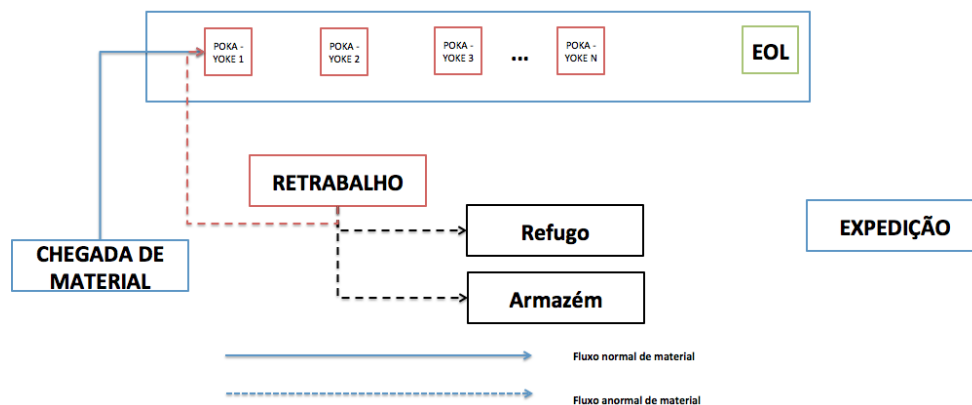 POKA -
YOKE 1
POKA -
YOKE 2
POKA -
YOKE 3
...
POKA -
YOKE N
EOL
RETRABALHO
Refugo
EXPEDIÇÃO
CHEGADA DE
MATERIAL
Armazém
Fluxo normal de material
Fluxo anormal de material